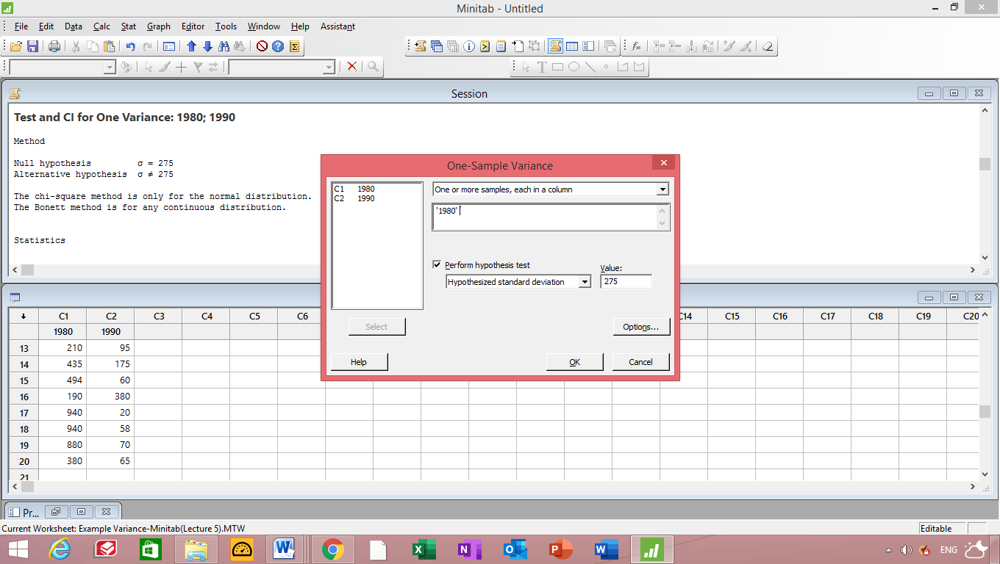 Minitab - Untitled
File Edit Data Calc Stat Graph Editor Tools Window Help Assistant
Session
Test and CI for One Variance: 1980; 1990
Method
Null hypothesis σ = 275
Alternative hypothesis σ ≠ 275
The chi-square method is only for the normal distribution.
The Bonett method is for any continuous distribution.
Statistics
One-Sample Variance
C1 1980
C2 1990
One or more samples, each in a column
'1980'
Perform hypothesis test
Value:
Hypothesized standard deviation
275
Select
Options...
Help
OK
Cancel
C1 C2 C3 C4 C5 C6 C14 C15 C16 C17 C18 C19 C20
1980 1990
13 210 95
14 435 175
15 494 60
16 190 380
17 940 20
18 940 58
19 880 70
20 380 65
21
Pr...
Current Worksheet: Example Variance-Minitab(Lecture 5).MTW
Editable
ENG